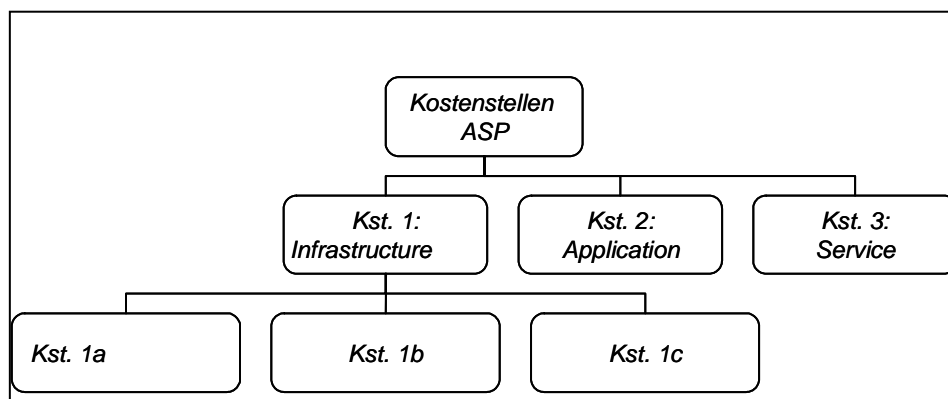 Kostenstellen
ASP
Kst. 1:
Infrastructure
Kst. 2:
Application
Kst. 3:
Service
Kst. 1a
Kst. 1b
Kst. 1c